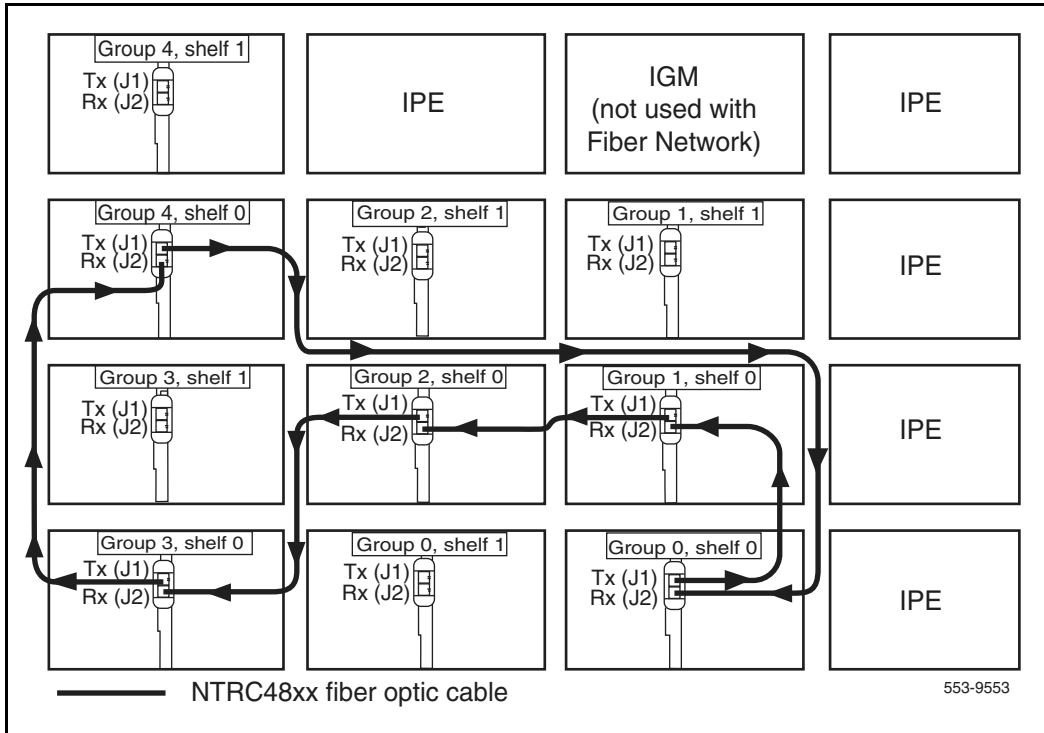 Group 4, shelf 1
Tx (J1)
Rx (J2)
IPE
IGM
(not used with
Fiber Network)
IPE
Group 4, shelf 0
Tx (J1)
Rx (J2)
Group 2, shelf 1
Tx (J1)
Rx (J2)
Group 1, shelf 1
Tx (J1)
Rx (J2)
IPE
Group 3, shelf 1
Tx (J1)
Rx (J2)
Group 2, shelf 0
Tx (J1)
Rx (J2)
Group 1, shelf 0
Tx (J1)
Rx (J2)
IPE
Group 3, shelf 0
Tx (J1)
Rx (J2)
Group 0, shelf 1
Tx (J1)
Rx (J2)
Group 0, shelf 0
Tx (J1)
Rx (J2)
IPE
NTRC48xx fiber optic cable
553-9553